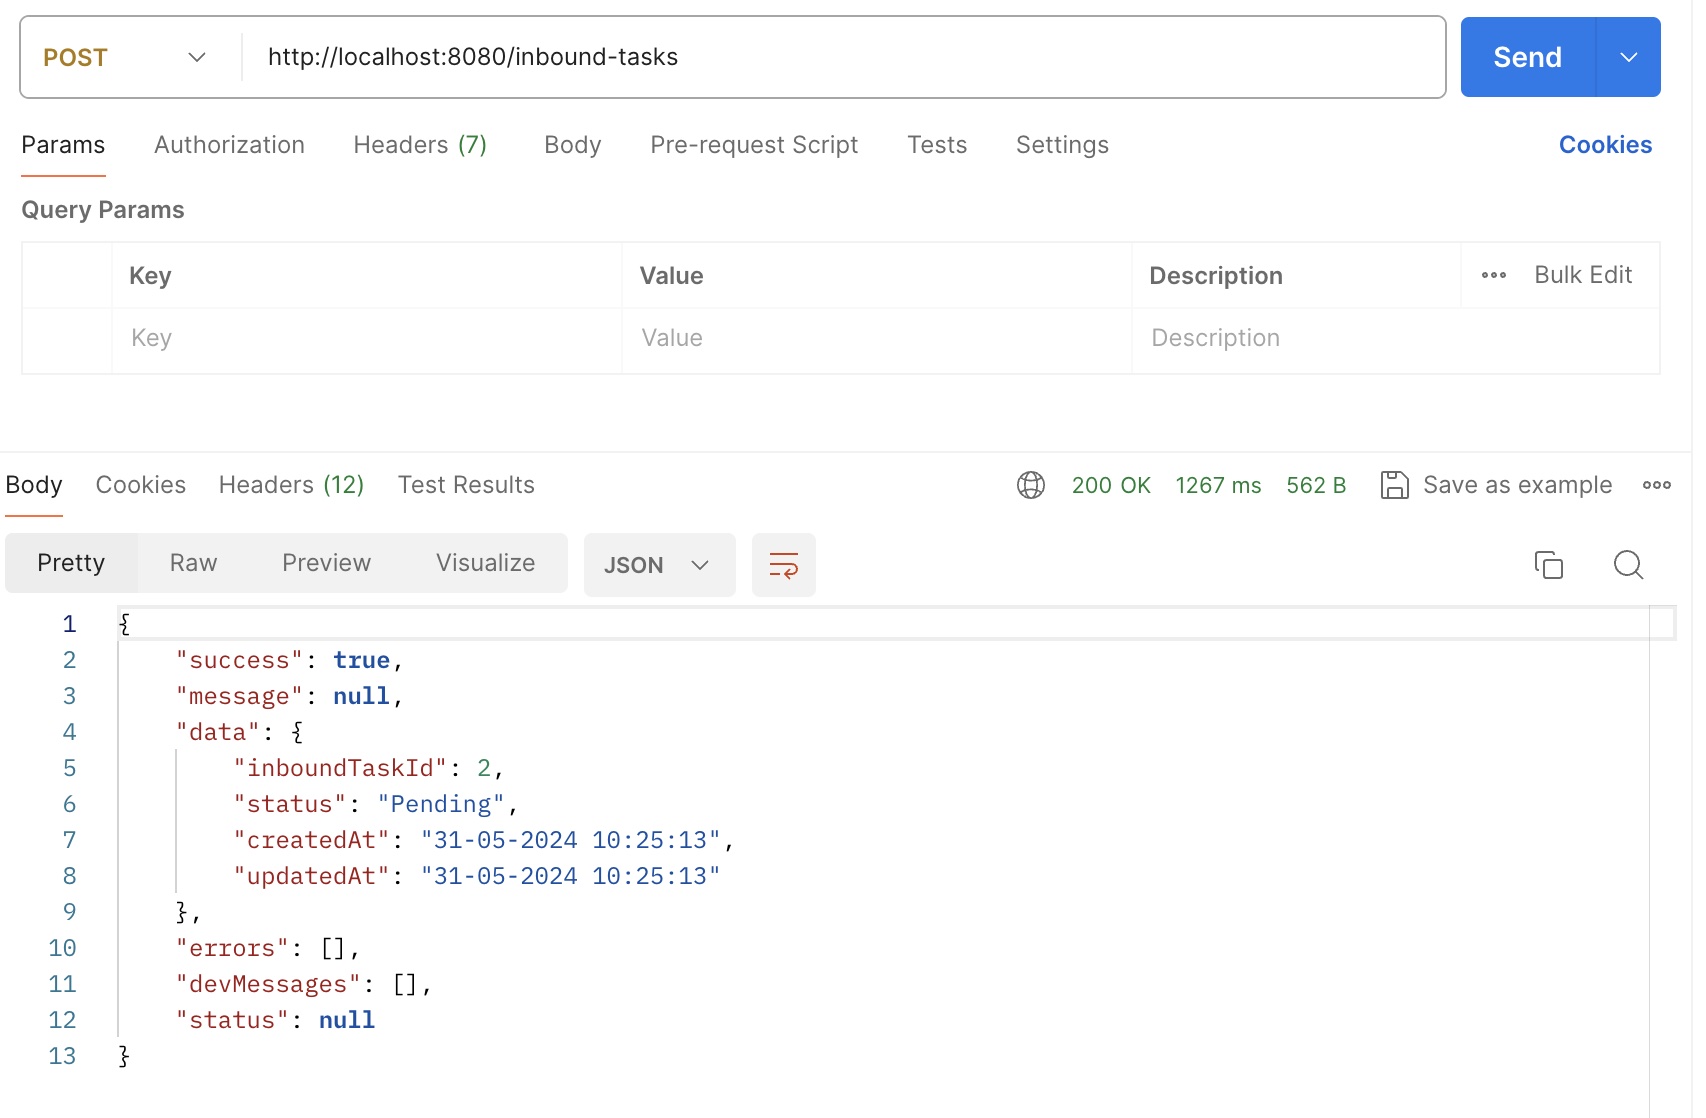 POST http://localhost:8080/inbound-tasks Send
Params Authorization Headers (7) Body Pre-request Script Tests Settings Cookies
Query Params
Key Value Description Bulk Edit
Key Value Description
Body Cookies Headers (12) Test Results 200 OK 1267 ms 562 B Save as example
Pretty Raw Preview Visualize JSON
1 {
2 "success": true,
3 "message": null,
4 "data": {
5 "inboundTaskId": 2,
6 "status": "Pending",
7 "createdAt": "31-05-2024 10:25:13",
8 "updatedAt": "31-05-2024 10:25:13"
9 },
10 "errors": [],
11 "devMessages": [],
12 "status": null
13 }